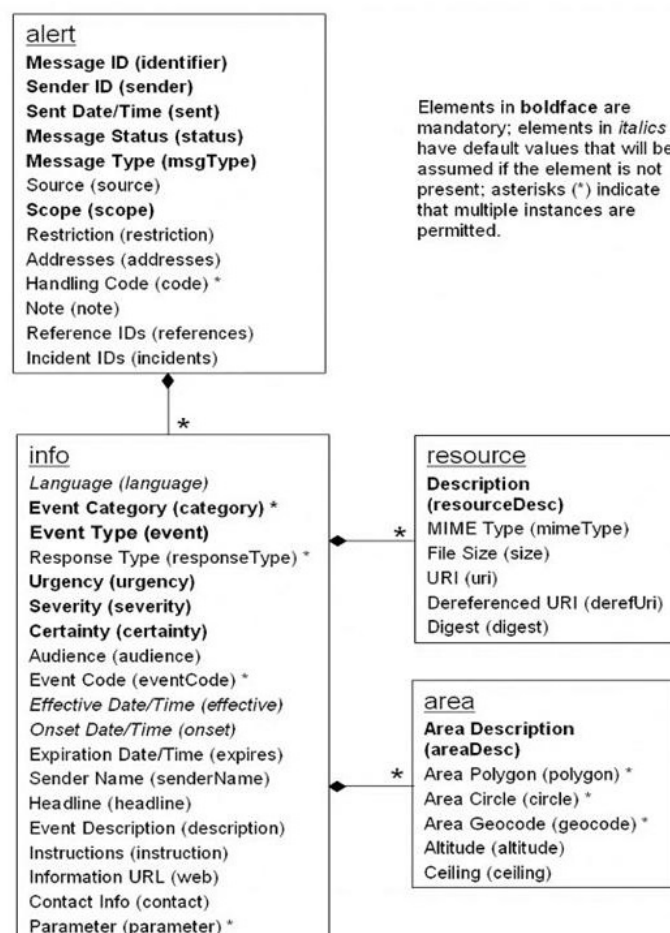 alert
Message ID (identifier)
Sender ID (sender)
Sent Date/Time (sent)
Message Status (status)
Message Type (msgType)
Source (source)
Scope (scope)
Restriction (restriction)
Addresses (addresses)
Handling Code (code) *
Note (note)
Reference IDs (references)
Incident IDs (incidents)
Elements in boldface are
mandatory; elements in italics
have default values that will be
assumed if the element is not
present; asterisks (*) indicate
that multiple instances are
permitted.
*
info
Language (language)
Event Category (category) *
Event Type (event)
Response Type (responseType) *
Urgency (urgency)
Severity (severity)
Certainty (certainty)
Audience (audience)
Event Code (eventCode) *
Effective Date/Time (effective)
Onset Date/Time (onset)
Expiration Date/Time (expires)
Sender Name (senderName)
Headline (headline)
Event Description (description)
Instructions (instruction)
Information URL (web)
Contact Info (contact)
Parameter (parameter) *
*
resource
Description
(resourceDesc)
MIME Type (mimeType)
File Size (size)
URI (uri)
Dereferenced URI (derefUri)
Digest (digest)
*
area
Area Description
(areaDesc)
Area Polygon (polygon) *
Area Circle (circle) *
Area Geocode (geocode) *
Altitude (altitude)
Ceiling (ceiling)